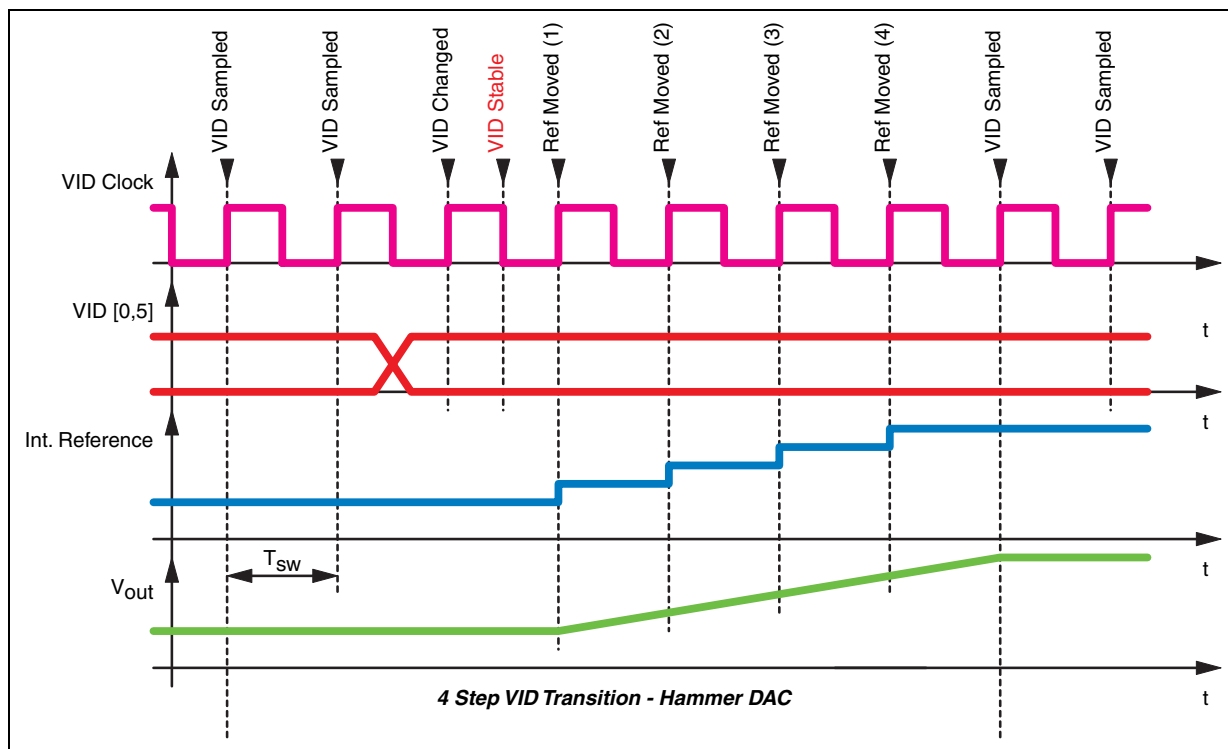 VID Sampled
VID Sampled
VID Changed
VID Stable
Ref Moved (1)
Ref Moved (2)
Ref Moved (3)
Ref Moved (4)
VID Sampled
VID Sampled
VID Clock
t
VID [0,5]
t
Int. Reference
t
Tsw
Vout
t
4 Step VID Transition - Hammer DAC